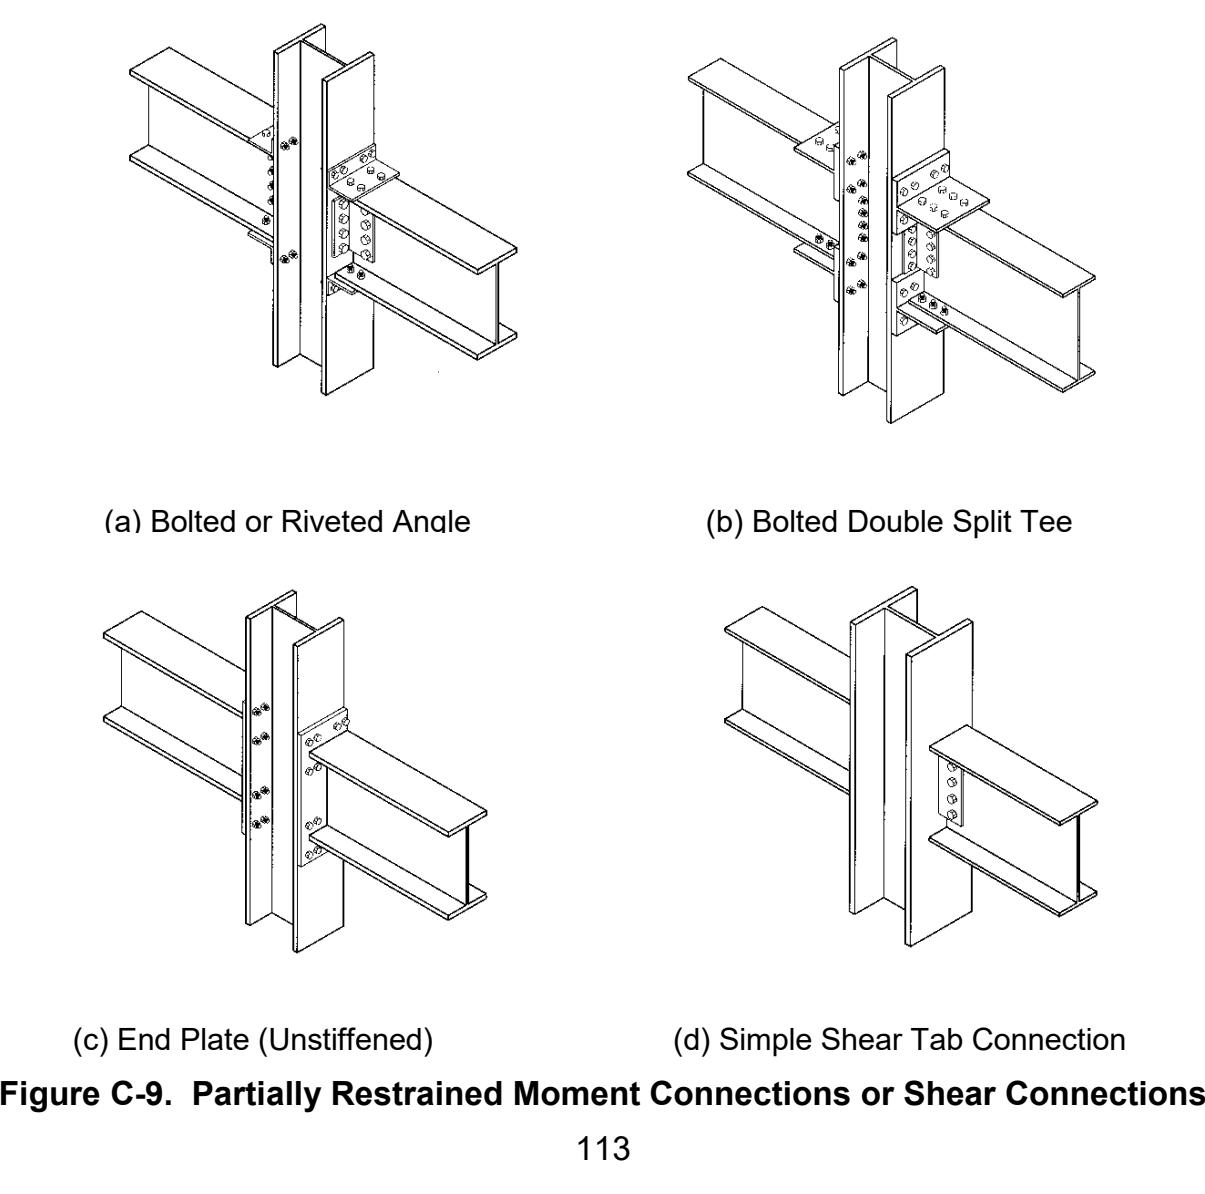 (a) Bolted or Riveted Angle
(b) Bolted Double Split Tee
(c) End Plate (Unstiffened)
(d) Simple Shear Tab Connection
Figure C-9. Partially Restrained Moment Connections or Shear Connections
113